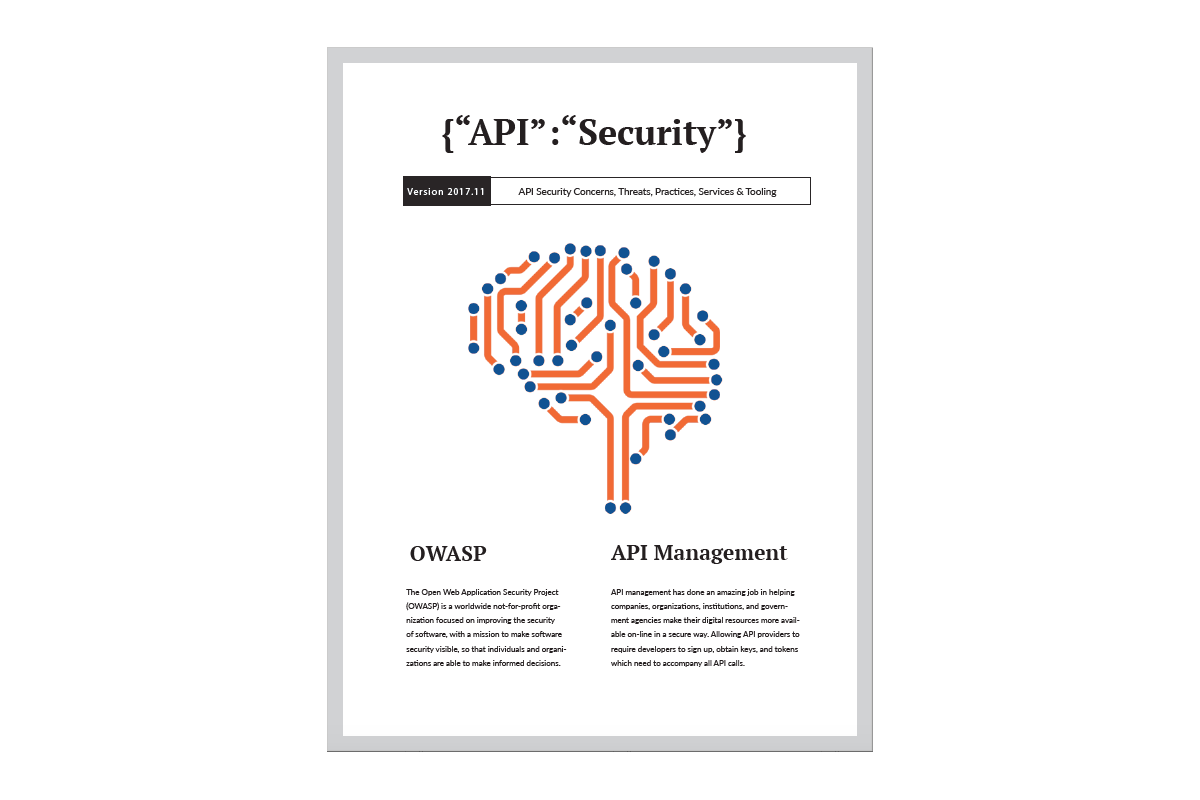 {“API”:“Security”}
Version 2017.11
API Security Concerns, Threats, Practices, Services & Tooling
OWASP
The Open Web Application Security Project
(OWASP) is a worldwide not-for-profit orga-
nization focused on improving the security
of software, with a mission to make software
security visible, so that individuals and organi-
zations are able to make informed decisions.
API Management
API management has done an amazing job in helping
companies, organizations, institutions, and govern-
ment agencies make their digital resources more avail-
able on-line in a secure way. Allowing API providers to
require developers to sign up, obtain keys, and tokens
which need to accompany all API calls.